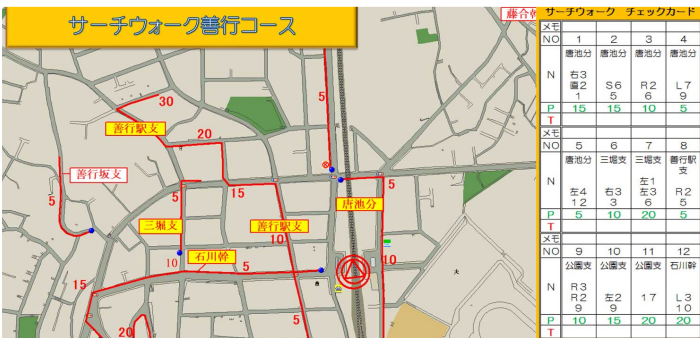 サーチウォーク善行コース
藤合幹
サーチウォーク チェックカード
メモ
NO 1 2 3 4
唐池分 唐池分 唐池分 唐池分
N
右3
直2 S6 R2 L7
1 5 6 9
P 15 15 10 5
T
メモ
NO 5 6 7 8
唐池分 三堀支 三堀支 善行駅支
N
左1
左4 右3 左3 R2
12 3 6 5
P 5 10 20 5
T
メモ
NO 9 10 11 12
公園支 公園支 公園支 石川幹
N
R3
R2 左2 17 L3
9 9 10
P 10 15 20 20
T
30
善行駅支
20
5
善行坂支
5
15
5
唐池分
三堀支
善行駅支
10
石川幹
10
5
10
15
5
20